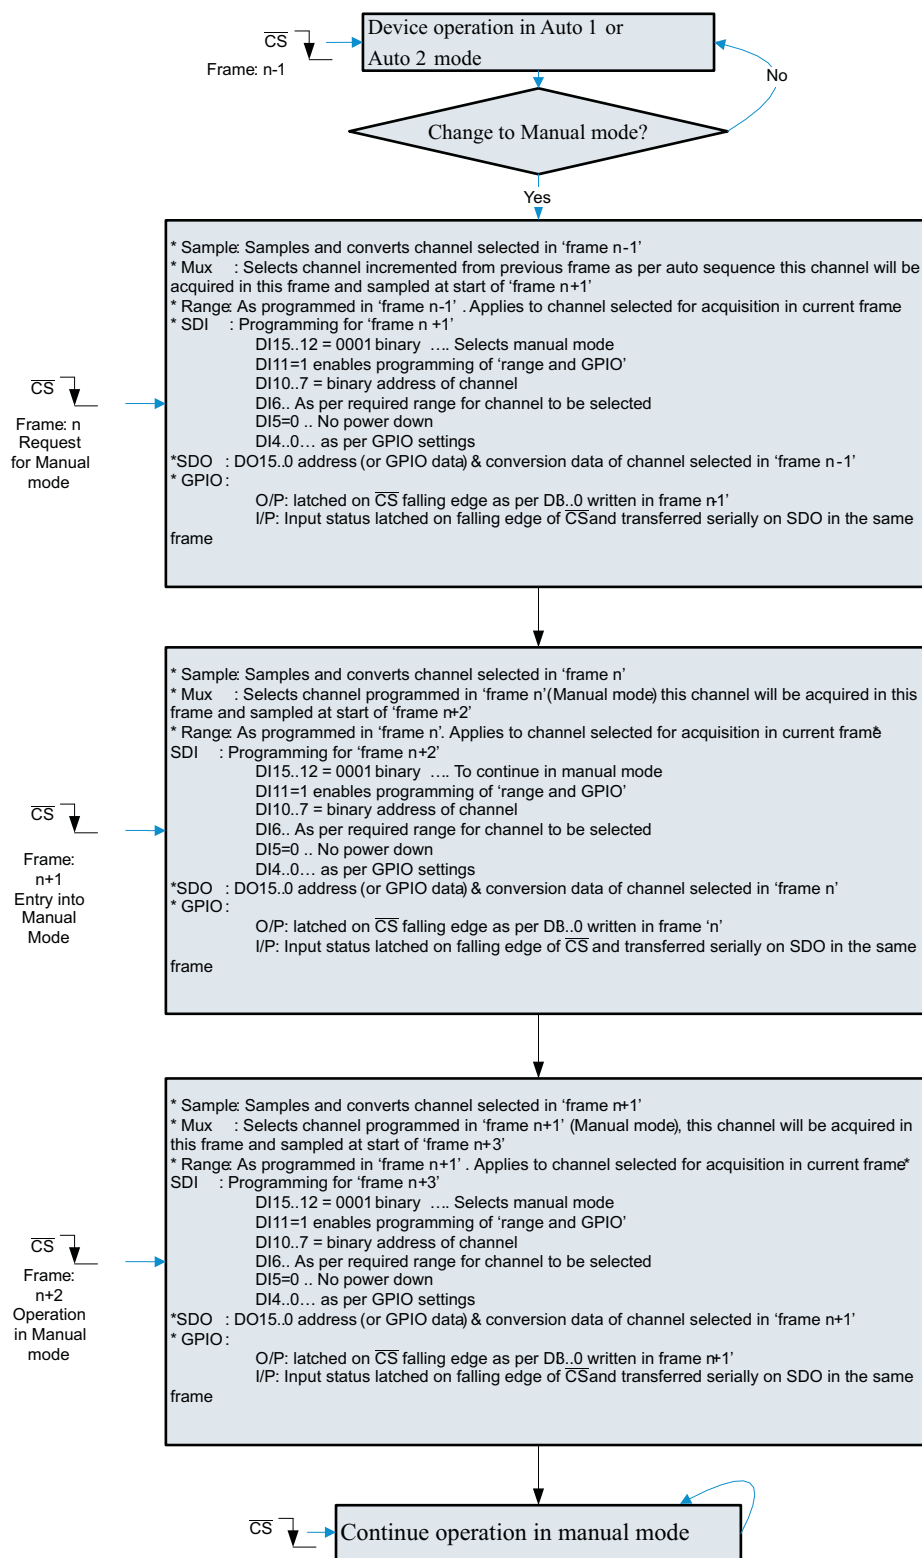 Device operation in Auto 1 or
Auto 2 mode
CS
Frame: n-1
No
Change to Manual mode?
Yes
* Sample: Samples and converts channel selected in ‘frame n-1’
* Mux : Selects channel incremented from previous frame as per auto sequence this channel will be
acquired in this frame and sampled at start of ‘frame n+1’
* Range: As programmed in ‘frame n-1’ . Applies to channel selected for acquisition in current frame
* SDI : Programming for ‘frame n +1’
DI15..12 = 0001 binary …. Selects manual mode
DI11=1 enables programming of ‘range and GPIO’
DI10..7 = binary address of channel
DI6.. As per required range for channel to be selected
DI5=0 .. No power down
DI4..0… as per GPIO settings
*SDO : DO15..0 address (or GPIO data) & conversion data of channel selected in ‘frame n-1’
* GPIO :
O/P: latched on CS falling edge as per DB..0 written in frame n-1’
I/P: Input status latched on falling edge of CS and transferred serially on SDO in the same
frame
CS
Frame: n
Request
for Manual
mode
* Sample: Samples and converts channel selected in ‘frame n’
* Mux : Selects channel programmed in ‘frame n’(Manual mode) this channel will be acquired in this
frame and sampled at start of ‘frame n+2’
* Range: As programmed in ‘frame n’. Applies to channel selected for acquisition in current frame*
SDI : Programming for ‘frame n+2’
DI15..12 = 0001 binary …. To continue in manual mode
DI11=1 enables programming of ‘range and GPIO’
DI10..7 = binary address of channel
DI6.. As per required range for channel to be selected
DI5=0 .. No power down
DI4..0… as per GPIO settings
*SDO : DO15..0 address (or GPIO data) & conversion data of channel selected in ‘frame n’
* GPIO :
O/P: latched on CS falling edge as per DB..0 written in frame ‘n’
I/P: Input status latched on falling edge of CS and transferred serially on SDO in the same
frame
CS
Frame:
n+1
Entry into
Manual
Mode
* Sample: Samples and converts channel selected in ‘frame n+1’
* Mux : Selects channel programmed in ‘frame n+1’ (Manual mode), this channel will be acquired in
this frame and sampled at start of ‘frame n+3’
* Range: As programmed in ‘frame n+1’ . Applies to channel selected for acquisition in current frame*
SDI : Programming for ‘frame n+3’
DI15..12 = 0001 binary …. Selects manual mode
DI11=1 enables programming of ‘range and GPIO’
DI10..7 = binary address of channel
DI6.. As per required range for channel to be selected
DI5=0 .. No power down
DI4..0… as per GPIO settings
*SDO : DO15..0 address (or GPIO data) & conversion data of channel selected in ‘frame n+1’
* GPIO :
O/P: latched on CS falling edge as per DB..0 written in frame n+1’
I/P: Input status latched on falling edge of CS and transferred serially on SDO in the same
frame
CS
Frame:
n+2
Operation
in Manual
mode
CS
Continue operation in manual mode